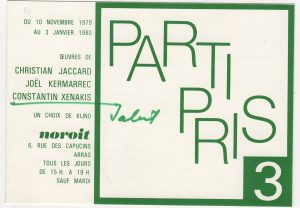 DU 10 NOVEMBRE 1979
AU 3 JANVIER 1980
ŒUVRES DE
CHRISTIAN JACCARD
JOËL KERMARREC
CONSTANTIN XENAKIS
UN CHOIX DE KLIND
noroit
6, RUE DES CAPUCINS
ARRAS
TOUS LES JOURS
DE 15 H. A 19 H.
SAUF MARDI
PARTI
PRIS
3